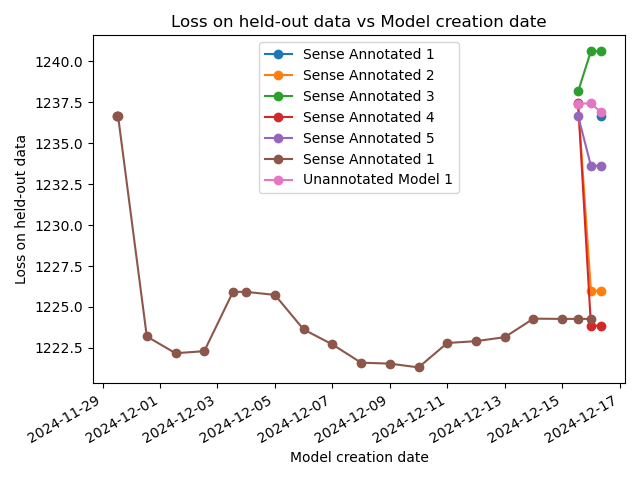 Loss on held-out data vs Model creation date
Sense Annotated 1
Sense Annotated 2
Sense Annotated 3
Sense Annotated 4
Sense Annotated 5
Sense Annotated 1
Unannotated Model 1
Loss on held-out data
1240.0
1237.5
1235.0
1232.5
1230.0
1227.5
1225.0
1222.5
2024-11-29
2024-12-01
2024-12-03
2024-12-05
2024-12-07
2024-12-09
2024-12-11
2024-12-13
2024-12-15
2024-12-17
Model creation date